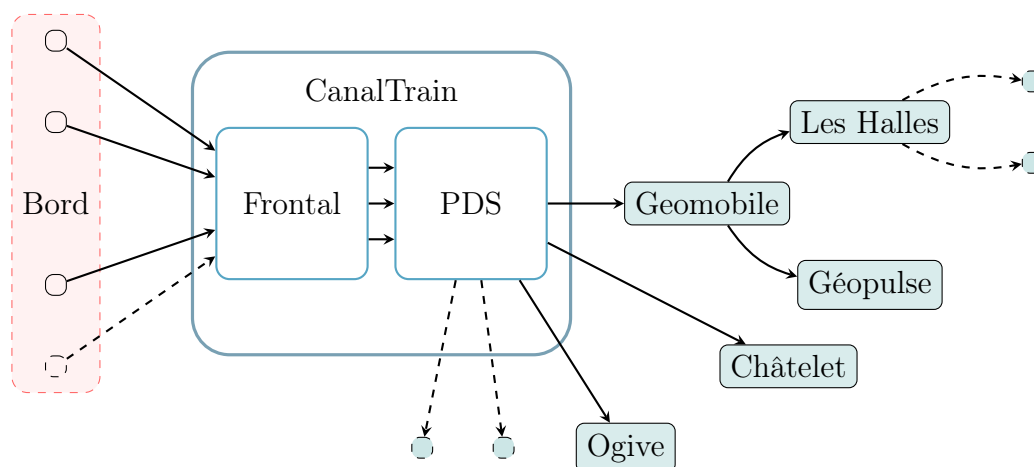 CanalTrain
Bord
Frontal
PDS
Les Halles
Geomobile
Géopulse
Châtelet
Ogive